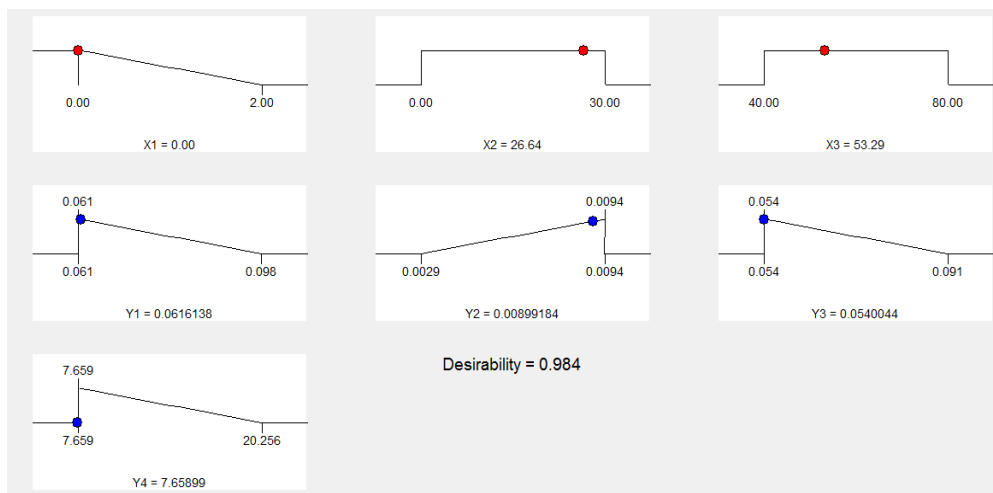 0.00 2.00
X1 = 0.00
0.00 30.00
X2 = 26.64
40.00 80.00
X3 = 53.29
0.061
0.061 0.098
Y1 = 0.0616138
0.0094
0.0029 0.0094
Y2 = 0.00899184
0.054
0.054 0.091
Y3 = 0.0540044
7.659
7.659 20.256
Y4 = 7.65899
Desirability = 0.984